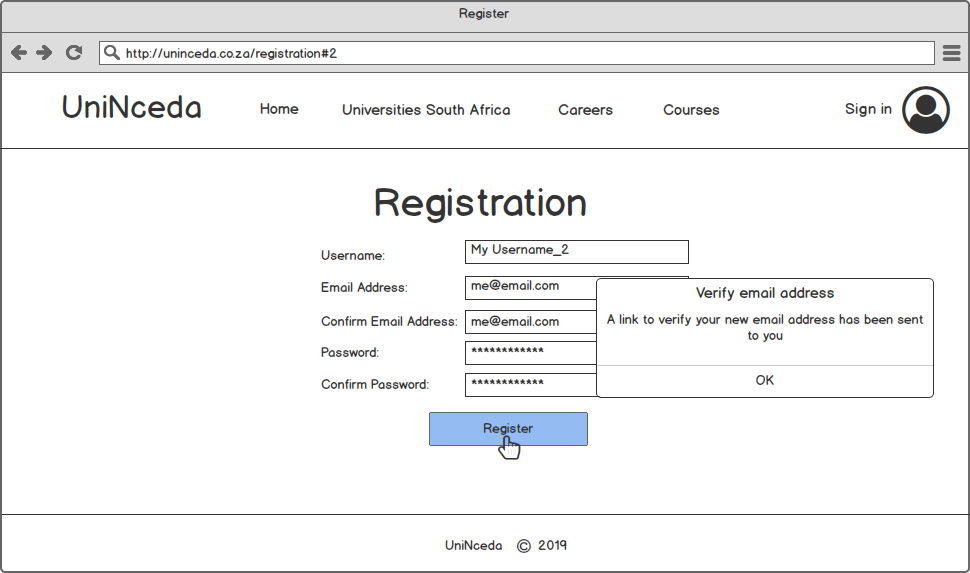 Register
http://uninceda.co.za/registration#2
UniNceda Home Universities South Africa Careers Courses Sign in
Registration
Username: My Username_2
Email Address: me@email.com
Confirm Email Address: me@email.com
Password: ************
Confirm Password: ************
Verify email address
A link to verify your new email address has been sent
to you
OK
Register
UniNceda © 2019